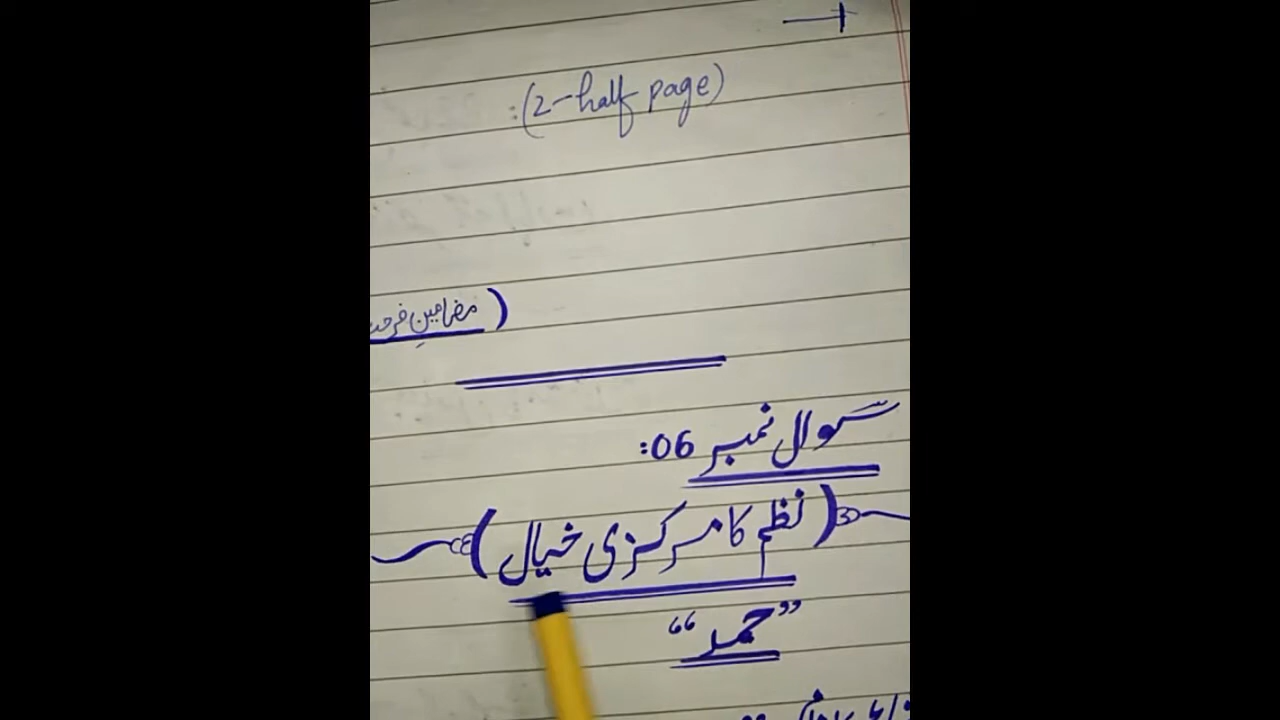 (2-half page):
(مضامینِ
سوال نمبر 06:
(نظم کا مرکزی خیال)
"حمد"